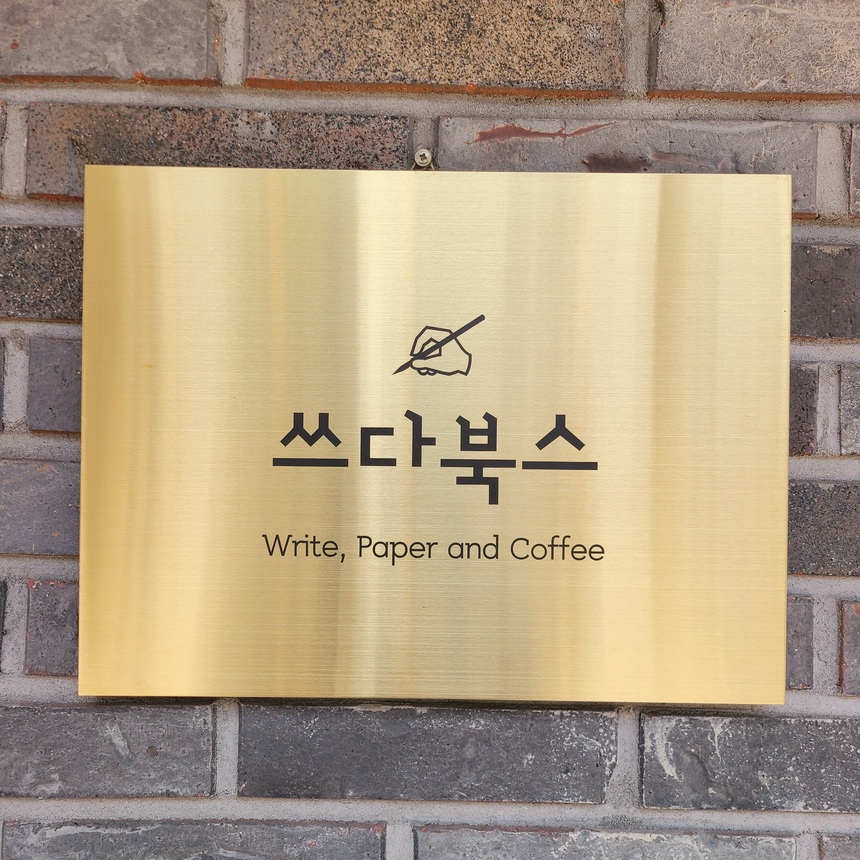 쓰다북스
Write, Paper and Coffee